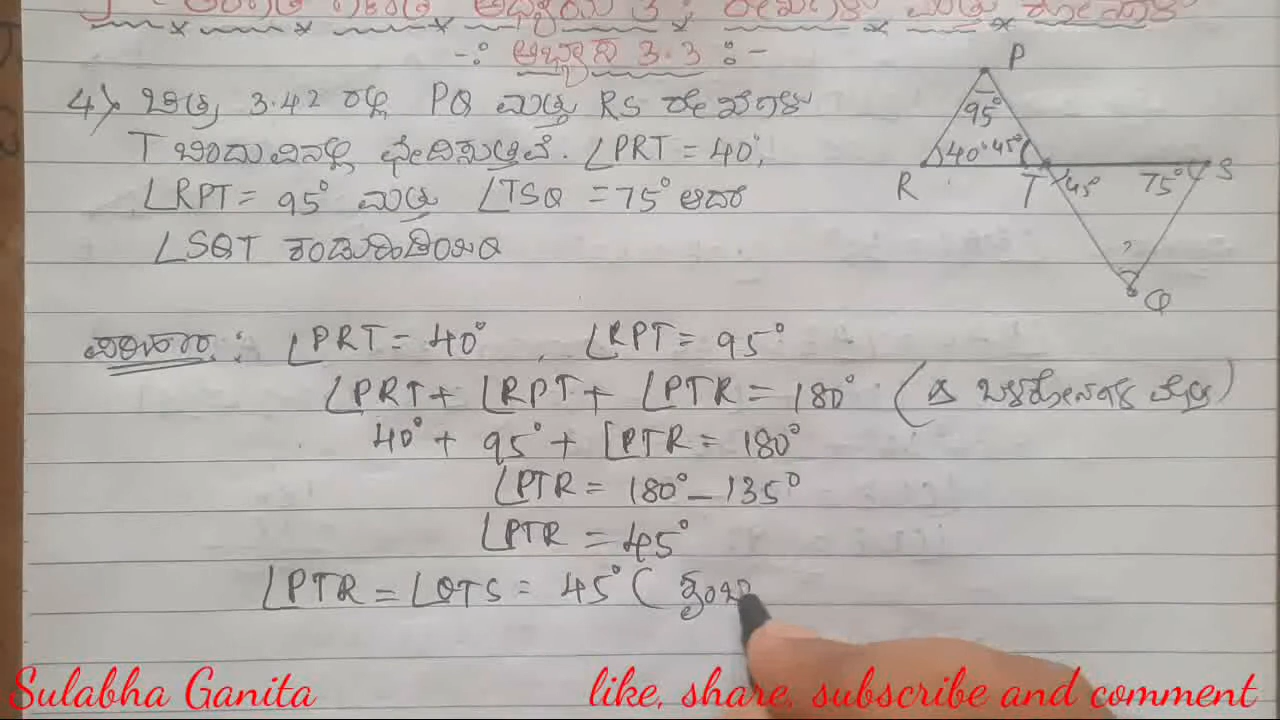 -: ಅಭ್ಯಾಸ 3.3 :-
4) ಚಿತ್ರ 3.42 ರಲ್ಲಿ PQ ಮತ್ತು RS ರೇಖೆಗಳು
T ಬಿಂದುವಿನಲ್ಲಿ ಛೇದಿಸುತ್ತವೆ. ∠PRT = 40°,
∠RPT = 95° ಮತ್ತು ∠TSQ = 75° ಆದರೆ
∠SQT ಕಂಡುಹಿಡಿಯಿರಿ
P
95°
40° 45°
R T 45° 75° S
?
Q
ಪರಿಹಾರ : ∠PRT = 40° , ∠RPT = 95°
∠PRT + ∠RPT + ∠PTR = 180° (
40° + 95° + ∠PTR = 180°
∠PTR = 180° - 135°
∠PTR = 45°
∠PTR = ∠QTS = 45° ( ಶೃಂಖ
Sulabha Ganita like, share, subscribe and comment